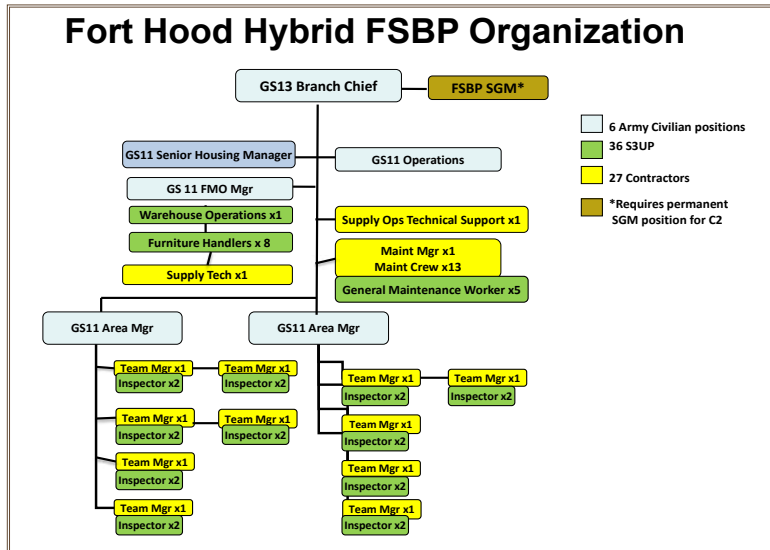 Fort Hood Hybrid FSBP Organization
GS13 Branch Chief
FSBP SGM*
6 Army Civilian positions
36 S3UP
27 Contractors
*Requires permanent
SGM position for C2
GS11 Senior Housing Manager
GS11 Operations
GS 11 FMO Mgr
Warehouse Operations x1
Furniture Handlers x 8
Supply Tech x1
Supply Ops Technical Support x1
Maint Mgr x1
Maint Crew x13
General Maintenance Worker x5
GS11 Area Mgr
GS11 Area Mgr
Team Mgr x1
Inspector x2
Team Mgr x1
Inspector x2
Team Mgr x1
Inspector x2
Team Mgr x1
Inspector x2
Team Mgr x1
Inspector x2
Team Mgr x1
Inspector x2
Team Mgr x1
Inspector x2
Team Mgr x1
Inspector x2
Team Mgr x1
Inspector x2
Team Mgr x1
Inspector x2
Team Mgr x1
Inspector x2